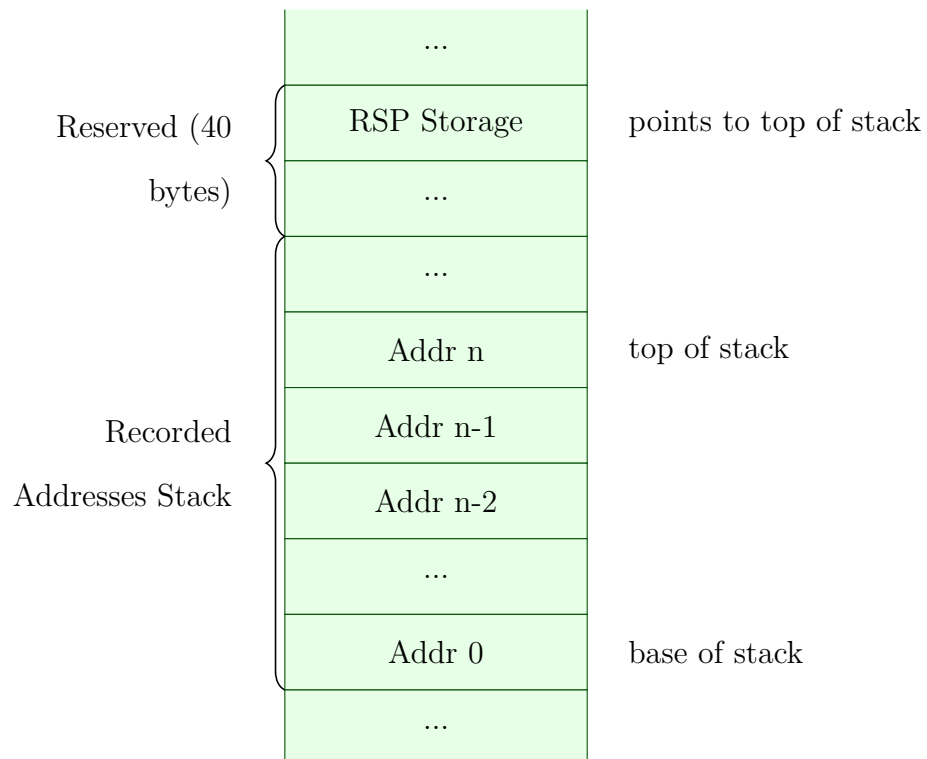 ...
Reserved (40
bytes)
RSP Storage
points to top of stack
...
...
Addr n
top of stack
Addr n-1
Recorded
Addresses Stack
Addr n-2
...
Addr 0
base of stack
...